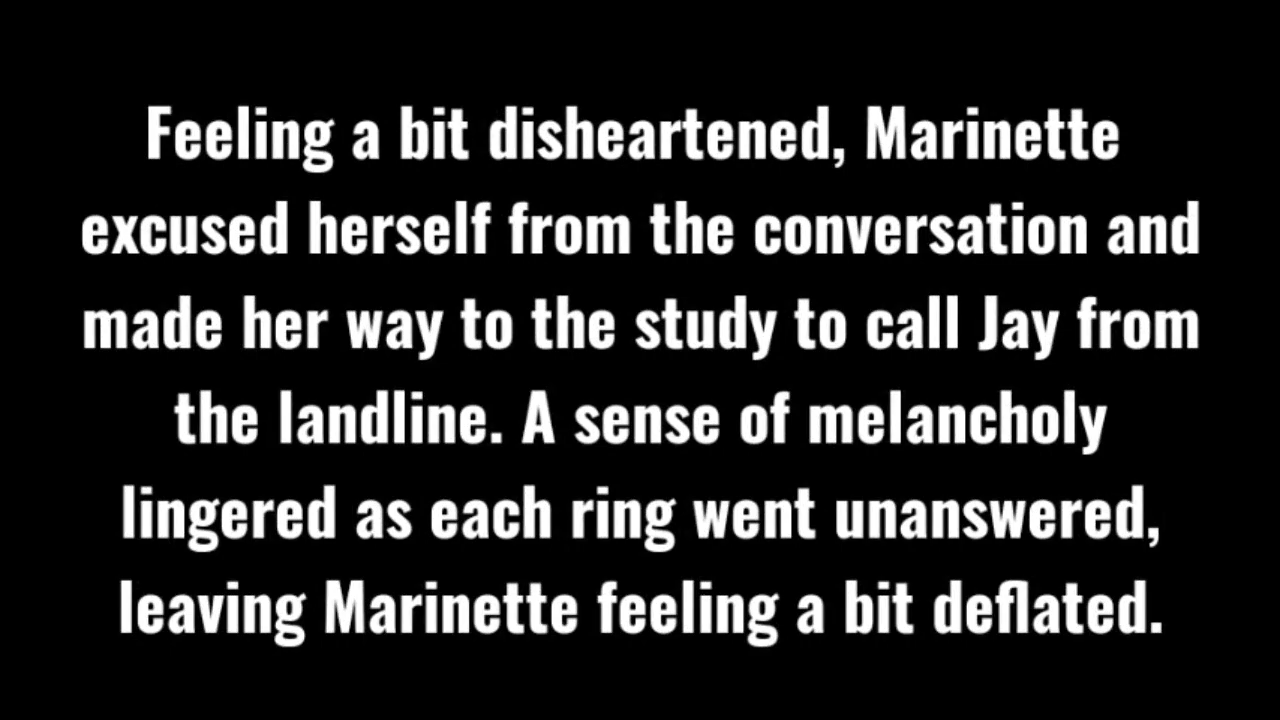 Feeling a bit disheartened, Marinette
excused herself from the conversation and
made her way to the study to call Jay from
the landline. A sense of melancholy
lingered as each ring went unanswered,
leaving Marinette feeling a bit deflated.